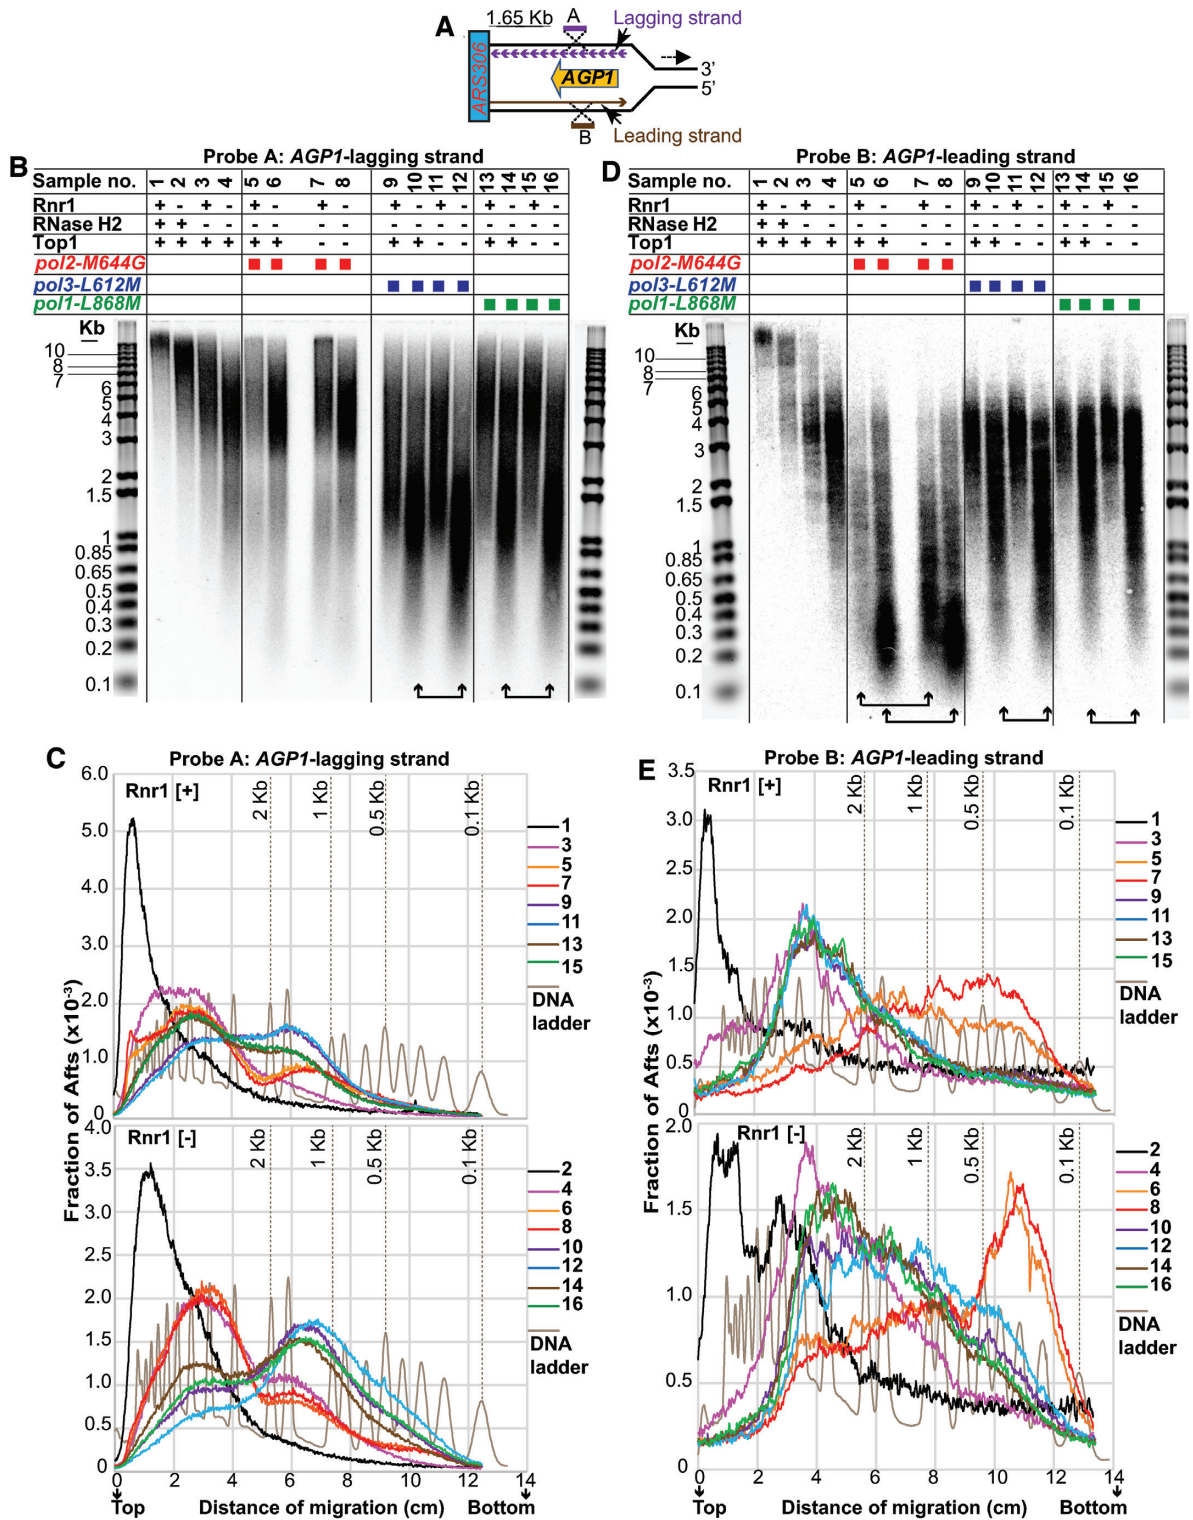 A
1.65 Kb
A
Lagging strand
ARS306
AGP1
3'
5'
B
Leading strand
B
Probe A: AGP1-lagging strand
Sample no. 1 2 3 4 5 6 7 8 9 10 11 12 13 14 15 16
Rnr1 + - + - + - + - + - + - + - + -
RNase H2 + + - - - - - - - - - - - - - -
Top1 + + + + + + - - + + - - + + - -
pol2-M644G
pol3-L612M
pol1-L868M
Kb
10
8
7
6
5
4
3
2
1.5
1
0.85
0.65
0.5
0.4
0.3
0.2
0.1
D
Probe B: AGP1-leading strand
Sample no. 1 2 3 4 5 6 7 8 9 10 11 12 13 14 15 16
Rnr1 + - + - + - + - + - + - + - + -
RNase H2 + + - - - - - - - - - - - - - -
Top1 + + + + + + - - + + - - + + - -
pol2-M644G
pol3-L612M
pol1-L868M
Kb
10
8
7
6
5
4
3
2
1.5
1
0.85
0.65
0.5
0.4
0.3
0.2
0.1
C
Probe A: AGP1-lagging strand
Rnr1 [+]
2 Kb
1 Kb
0.5 Kb
0.1 Kb
6.0
5.0
4.0
3.0
2.0
1.0
0
1
3
5
7
9
11
13
15
DNA
ladder
Fraction of Afts (x10⁻³)
Rnr1 [-]
2 Kb
1 Kb
0.5 Kb
0.1 Kb
4.0
3.5
3.0
2.5
2.0
1.5
1.0
0.5
0
2
4
6
8
10
12
14
16
DNA
ladder
0 2 4 6 8 10 12 14
Top Distance of migration (cm) Bottom
E
Probe B: AGP1-leading strand
Rnr1 [+]
2 Kb
1 Kb
0.5 Kb
0.1 Kb
3.5
3.0
2.5
2.0
1.5
1.0
0.5
0
1
3
5
7
9
11
13
15
DNA
ladder
Fraction of Afts (x10⁻³)
Rnr1 [-]
2 Kb
1 Kb
0.5 Kb
0.1 Kb
2.0
1.5
1.0
0.5
0
2
4
6
8
10
12
14
16
DNA
ladder
0 2 4 6 8 10 12 14
Top Distance of migration (cm) Bottom